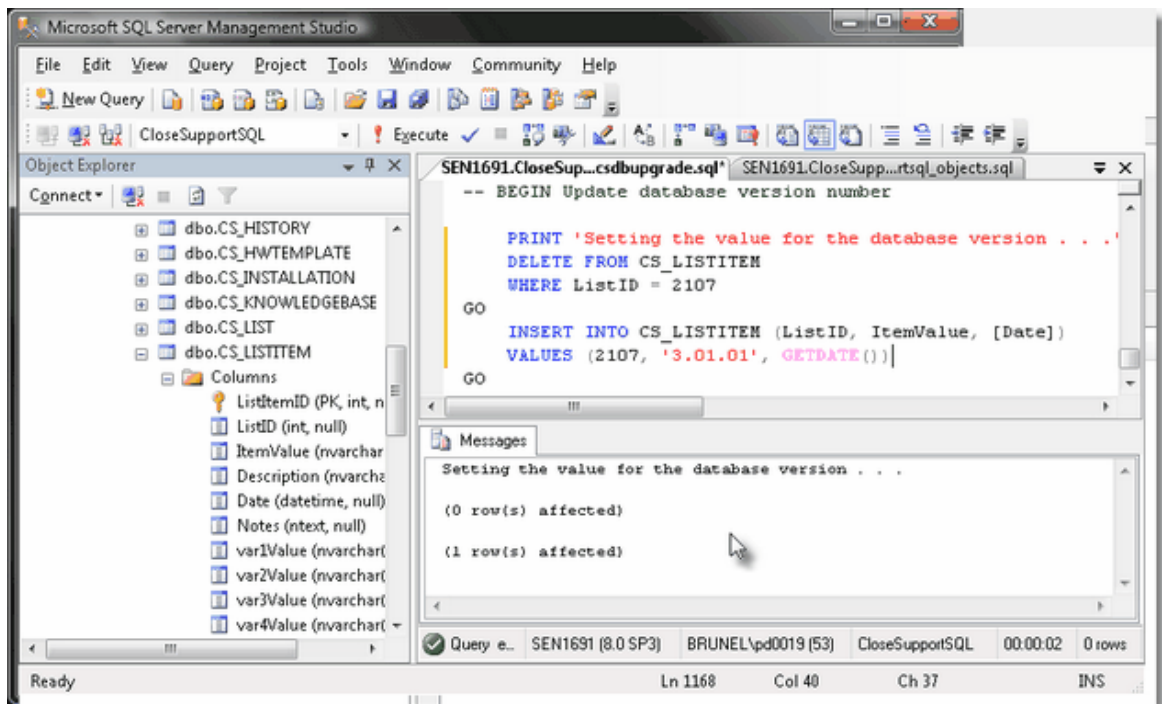 Microsoft SQL Server Management Studio
File Edit View Query Project Tools Window Community Help
New Query
CloseSupportSQL Execute
Object Explorer
Connect
dbo.CS_HISTORY
dbo.CS_HWTEMPLATE
dbo.CS_INSTALLATION
dbo.CS_KNOWLEDGEBASE
dbo.CS_LIST
dbo.CS_LISTITEM
Columns
ListItemID (PK, int, n
ListID (int, null)
ItemValue (nvarchar
Description (nvarcha
Date (datetime, null)
Notes (ntext, null)
var1Value (nvarchar(
var2Value (nvarchar(
var3Value (nvarchar(
var4Value (nvarchar(
SEN1691.CloseSup...csdbupgrade.sql* SEN1691.CloseSupp...rtsql_objects.sql
-- BEGIN Update database version number
PRINT 'Setting the value for the database version . . .'
DELETE FROM CS_LISTITEM
WHERE ListID = 2107
GO
INSERT INTO CS_LISTITEM (ListID, ItemValue, [Date])
VALUES (2107, '3.01.01', GETDATE())
GO
Messages
Setting the value for the database version . . .
(0 row(s) affected)
(1 row(s) affected)
Query e... SEN1691 (8.0 SP3) BRUNEL\pd0019 (53) CloseSupportSQL 00:00:02 0 rows
Ready Ln 1168 Col 40 Ch 37 INS